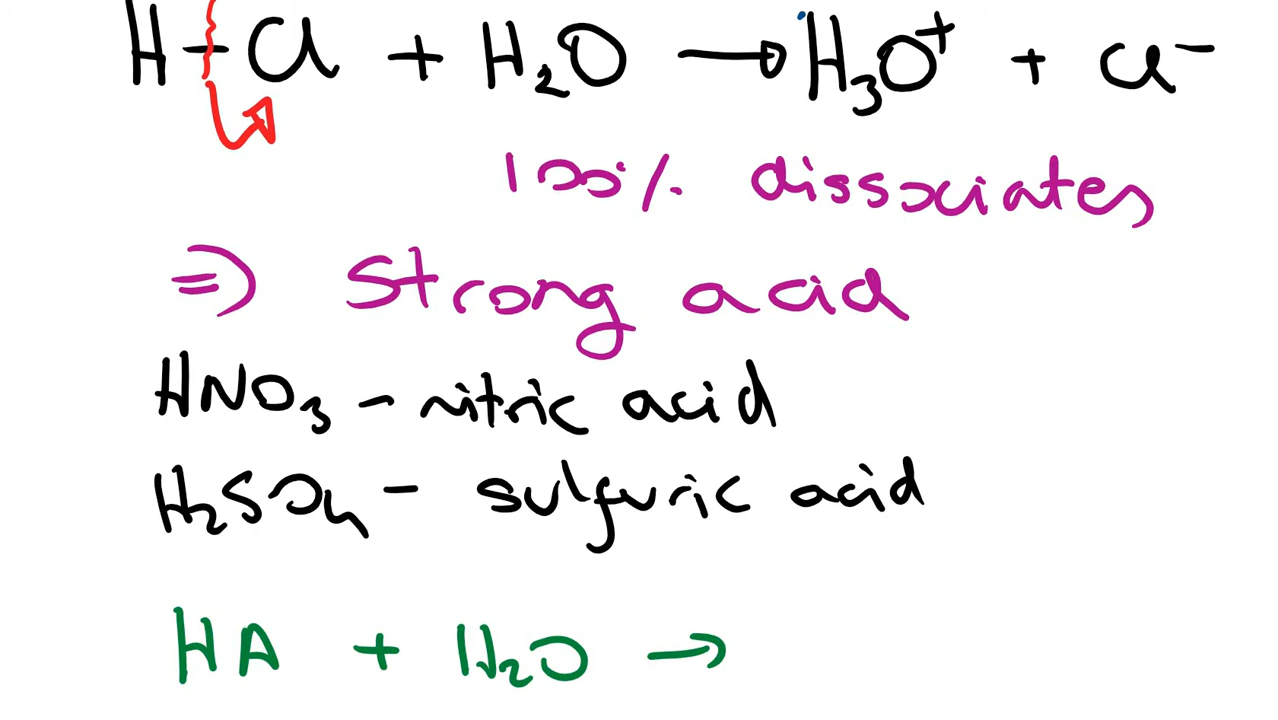 H-Cl + H₂O → H₃O⁺ + Cl⁻
100% dissociates
⇒ Strong acid
HNO₃ - nitric acid
H₂SO₄ - sulfuric acid
HA + H₂O →